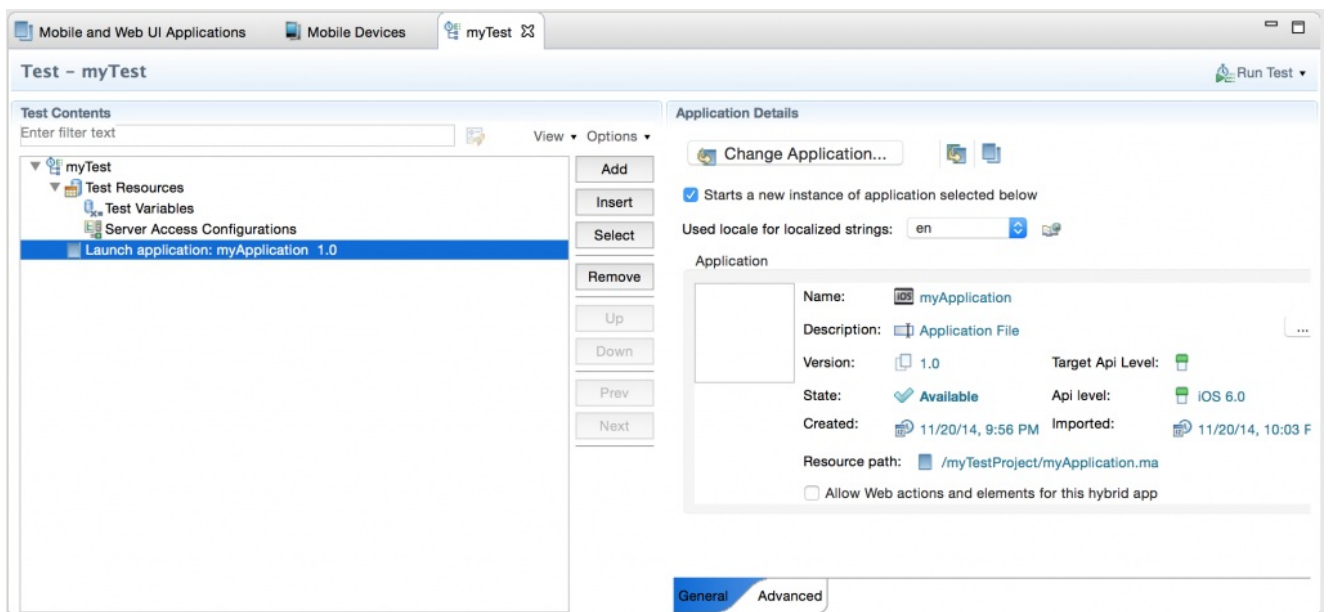 Mobile and Web UI Applications Mobile Devices myTest
Test - myTest Run Test
Test Contents
Enter filter text View Options
myTest
Test Resources
Test Variables
Server Access Configurations
Launch application: myApplication 1.0
Add
Insert
Select
Remove
Up
Down
Prev
Next
Application Details
Change Application...
Starts a new instance of application selected below
Used locale for localized strings: en
Application
Name: iOS myApplication
Description: Application File ...
Version: 1.0 Target Api Level:
State: Available Api level: iOS 6.0
Created: 11/20/14, 9:56 PM Imported: 11/20/14, 10:03 P
Resource path: /myTestProject/myApplication.ma
Allow Web actions and elements for this hybrid app
General Advanced